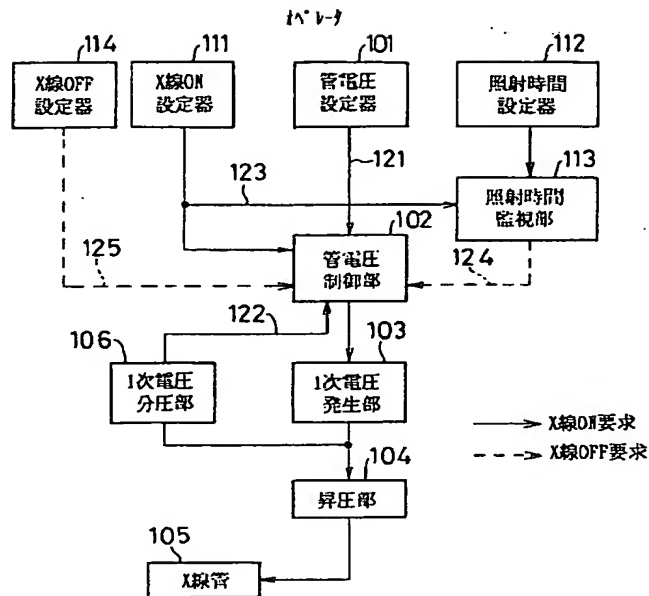 オペレータ
114
111
101
112
X線OFF
設定器
X線ON
設定器
管電圧
設定器
照射時間
設定器
121
113
123
照射時間
監視部
102
管電圧
制御部
125
124
122
106
103
1次電圧
分圧部
1次電圧
発生部
X線ON要求
X線OFF要求
104
昇圧部
105
X線管